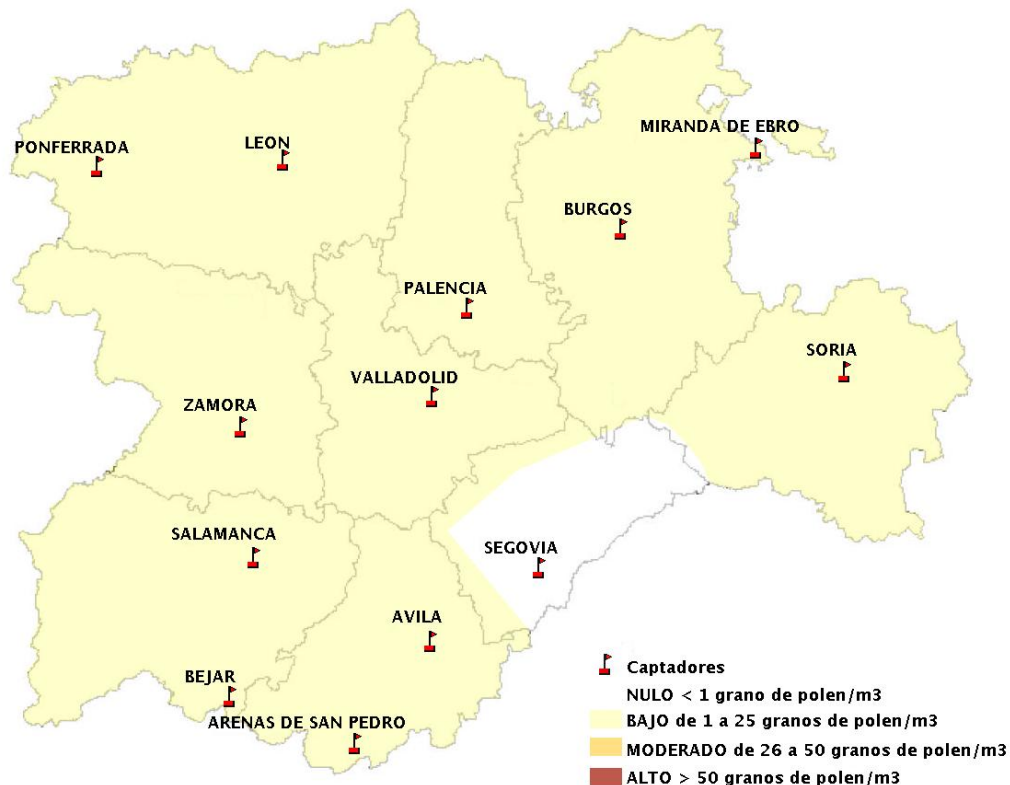 MIRANDA DE EBRO
PONFERRADA
LEON
BURGOS
PALENCIA
SORIA
VALLADOLID
ZAMORA
SALAMANCA
SEGOVIA
AVILA
BEJAR
ARENAS DE SAN PEDRO
Captadores
NULO < 1 grano de polen/m3
BAJO de 1 a 25 granos de polen/m3
MODERADO de 26 a 50 granos de polen/m3
ALTO > 50 granos de polen/m3